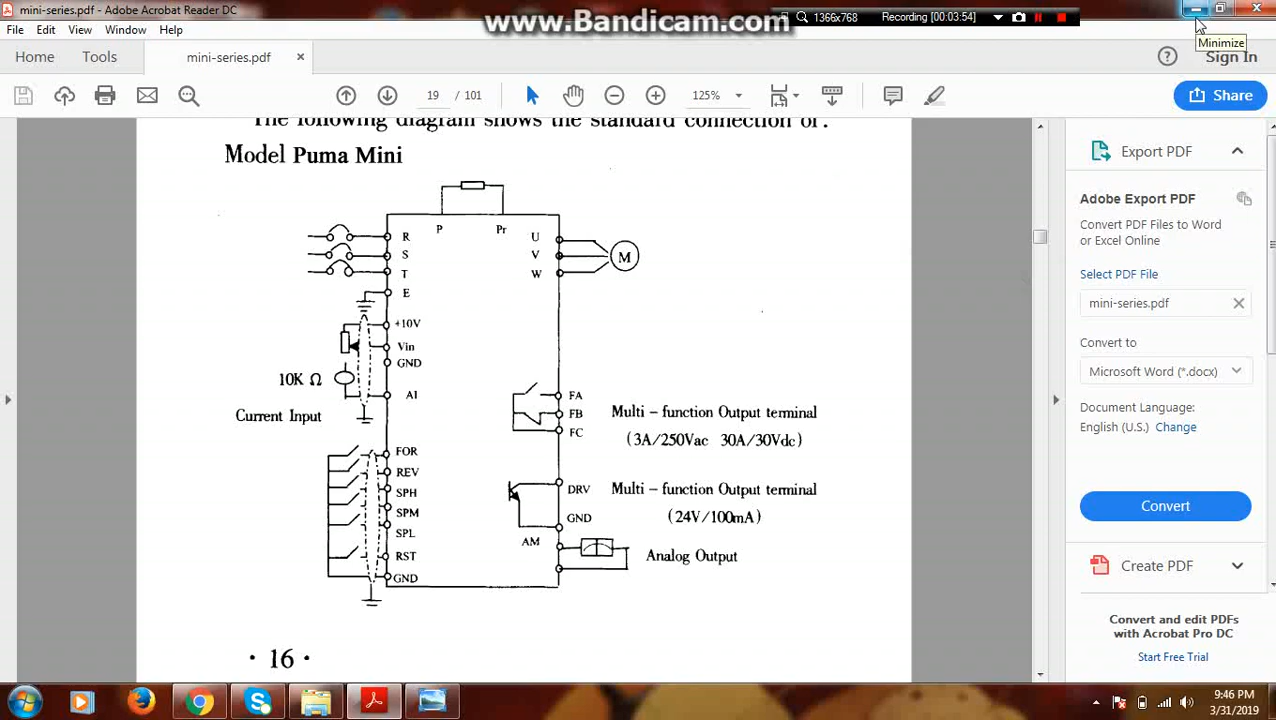 mini-series.pdf - Adobe Acrobat Reader DC
www.Bandicam.com
1366x768
Recording [00:03:54]
Minimize
File Edit View Window Help
Home Tools mini-series.pdf Sign In
19 / 101
125%
Share
The following diagram shows the standard connection of:
Model Puma Mini
P Pr
R
S
T
E
+10V
Vin
GND
10K Ω
AI
Current Input
FOR
REV
SPH
SPM
SPL
RST
GND
U
V
W
M
FA
FB
FC
Multi - function Output terminal
(3A/250Vac 30A/30Vdc)
DRV
GND
Multi - function Output terminal
(24V/100mA)
AM
Analog Output
· 16 ·
Export PDF
Adobe Export PDF
Convert PDF Files to Word
or Excel Online
Select PDF File
mini-series.pdf
Convert to
Microsoft Word (*.docx)
Document Language:
English (U.S.) Change
Convert
Create PDF
Convert and edit PDFs
with Acrobat Pro DC
Start Free Trial
9:46 PM
3/31/2019